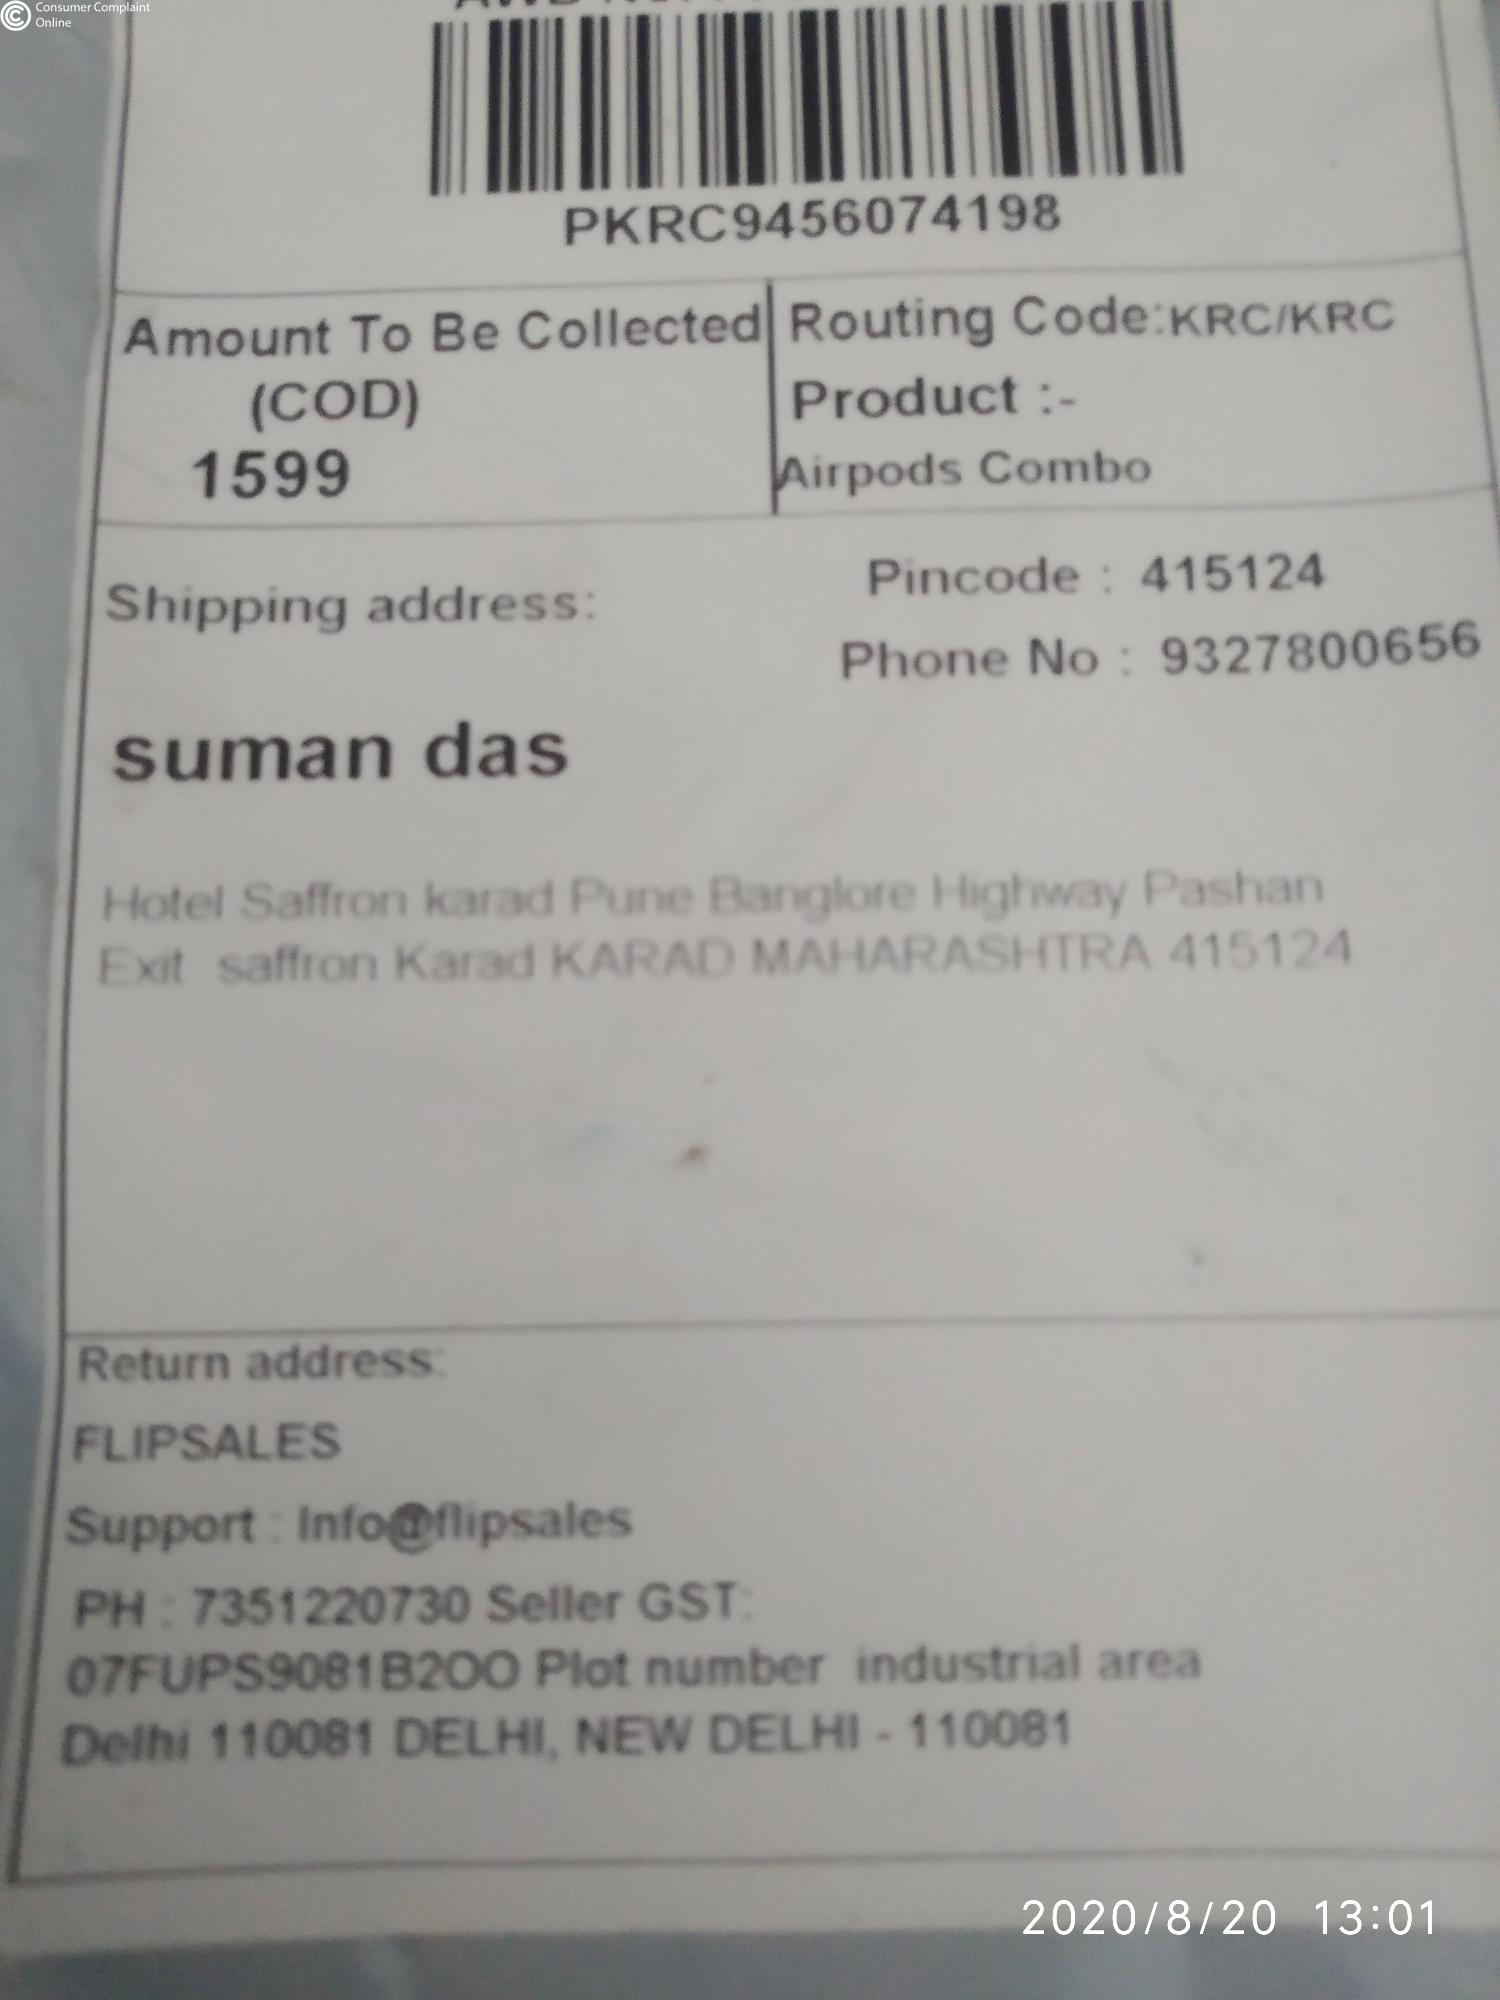 Consumer Complaint
Online
PKRC9456074198
Amount To Be Collected
(COD)
1599
Routing Code:KRC/KRC
Product :-
Airpods Combo
Shipping address:
Pincode : 415124
Phone No : 9327800656
suman das
Hotel Saffron karad Pune Banglore Highway Pashan
Exit saffron Karad KARAD MAHARASHTRA 415124
Return address:
FLIPSALES
Support : Info@flipsales
PH : 7351220730 Seller GST:
07FUPS9081B2OO Plot number industrial area
Delhi 110081 DELHI, NEW DELHI - 110081
2020/8/20 13:01